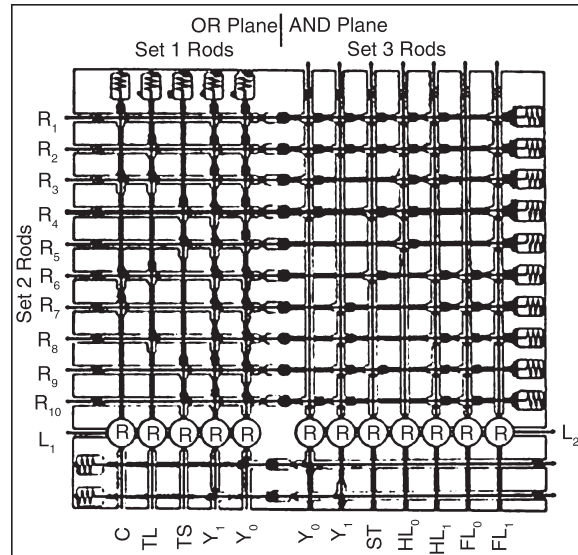 OR Plane AND Plane
Set 1 Rods Set 3 Rods
Set 2 Rods
R1
R2
R3
R4
R5
R6
R7
R8
R9
R10
L1 R R R R R R R R R R R R L2
C TL TS Y1 Y0 Y0 Y1 ST HL0 HL1 FL0 FL1